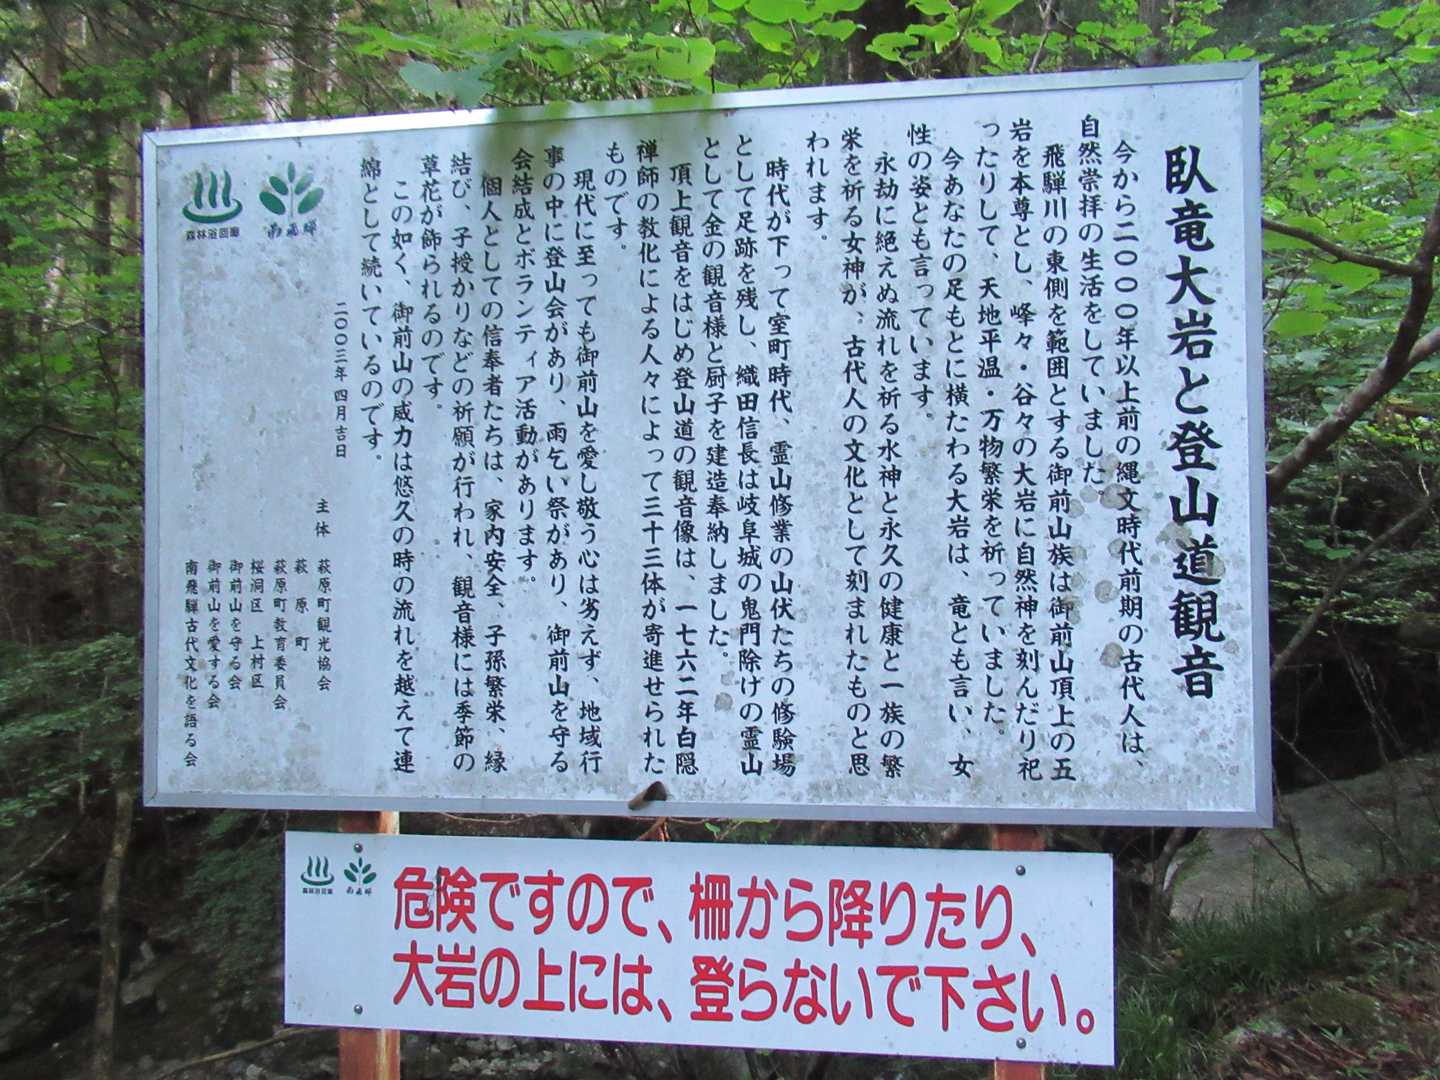 臥竜大岩と登山道観音
今から二〇〇〇年以上前の縄文時代前期の古代人は、
自然崇拝の生活をしていました。
飛騨川の東側を範囲とする御前山族は御前山頂上の五
岩を本尊とし、峰々・谷々の大岩に自然神を刻んだり祀
ったりして、天地平温・万物繁栄を祈っていました。
今あなたの足もとに横たわる大岩は、竜とも言い、女
性の姿とも言っています。
永劫に絶えぬ流れを祈る水神と永久の健康と一族の繁
栄を祈る女神が、古代人の文化として刻まれたものと思
われます。
時代が下って室町時代、霊山修業の山伏たちの修験場
として足跡を残し、織田信長は岐阜城の鬼門除けの霊山
として金の観音様と厨子を建造奉納しました。
頂上観音をはじめ登山道の観音像は、一七六二年白隠
禅師の教化による人々によって三十三体が寄進せられた
ものです。
現代に至っても御前山を愛し敬う心は劣えず、地域行
事の中に登山会があり、雨乞い祭があり、御前山を守る
会結成とボランティア活動があります。
個人としての信奉者たちは、家内安全、子孫繁栄、縁
結び、子授かりなどの祈願が行われ、観音様には季節の
草花が飾られるのです。
この如く、御前山の威力は悠久の時の流れを越えて連
綿として続いているのです。
二〇〇三年四月吉日
主体 萩原町観光協会
萩原町
萩原町教育委員会
桜洞区 上村区
御前山を守る会
御前山を愛する会
南飛騨古代文化を語る会
南飛騨
森林浴回廊
森林浴回廊
南飛騨
危険ですので、柵から降りたり、
大岩の上には、登らないで下さい。